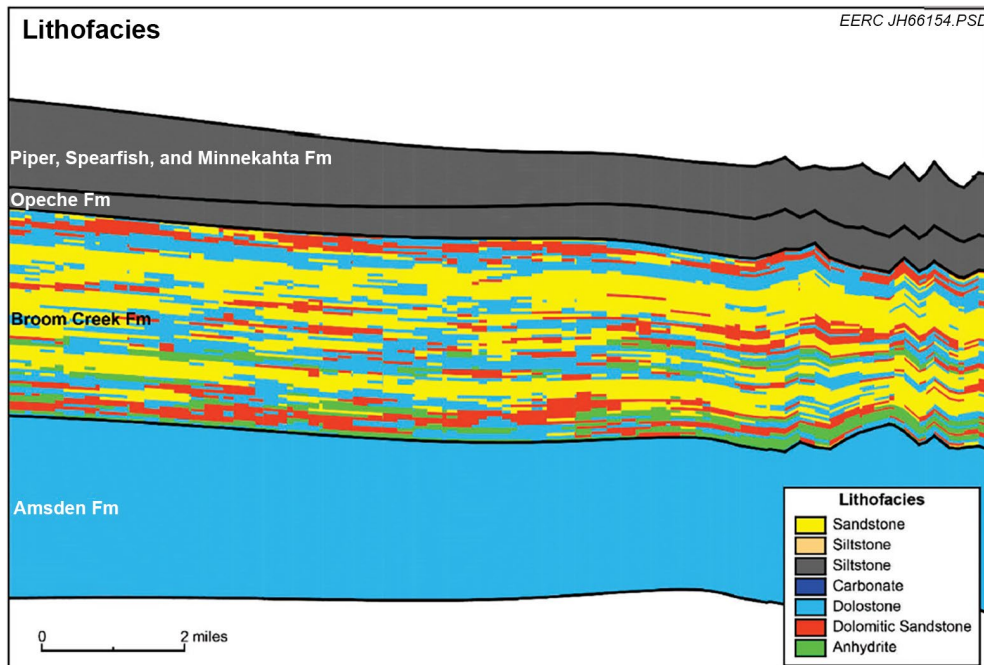 Lithofacies
EERC JH66154.PSD
Piper, Spearfish, and Minnekahta Fm
Opeche Fm
Broom Creek Fm
Amsden Fm
Lithofacies
Sandstone
Siltstone
Siltstone
Carbonate
Dolostone
Dolomitic Sandstone
Anhydrite
0 2 miles